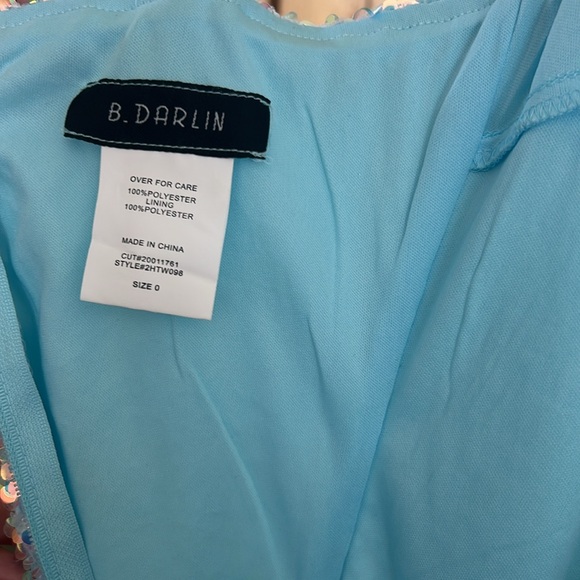 B. DARLIN
OVER FOR CARE
100%POLYESTER
LINING
100%POLYESTER
MADE IN CHINA
CUT#20011761
STYLE#2HTW098
SIZE 0